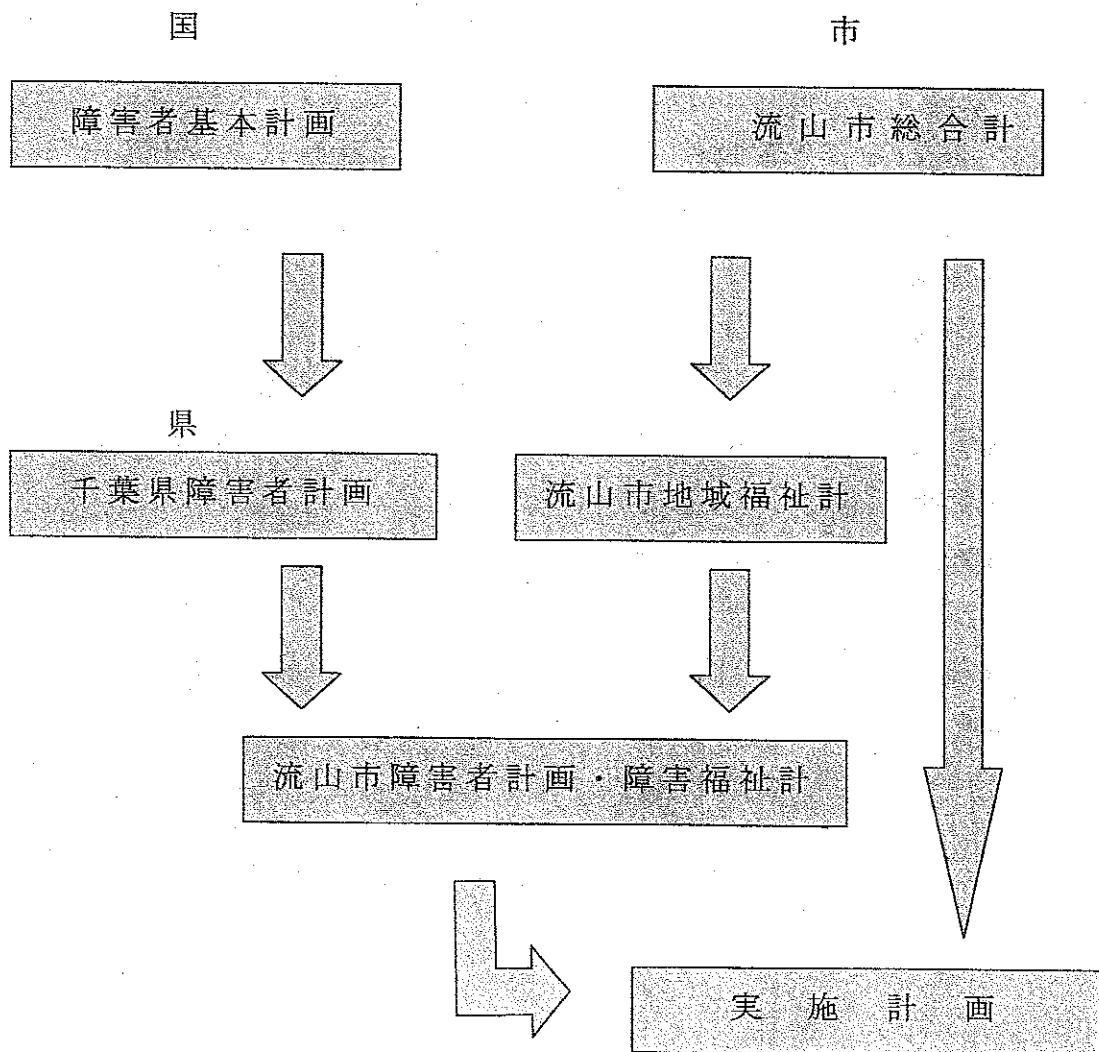 国
市
障害者基本計画
流山市総合計
県
千葉県障害者計画
流山市地域福祉計
流山市障害者計画・障害福祉計
実施計画